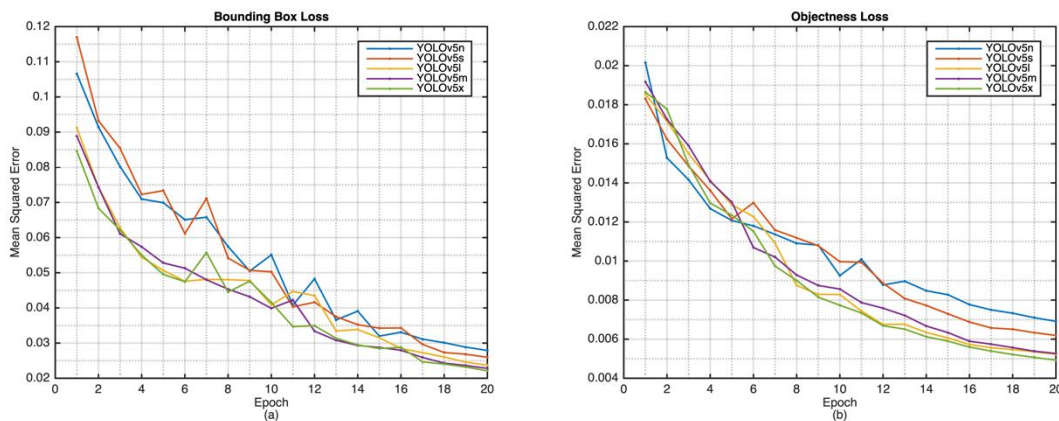 Bounding Box Loss
0.12
0.11
0.1
0.09
0.08
0.07
0.06
0.05
0.04
0.03
0.02
Mean Squared Error
YOLOv5n
YOLOv5s
YOLOv5l
YOLOv5m
YOLOv5x
0 2 4 6 8 10 12 14 16 18 20
Epoch
(a)
Objectness Loss
0.022
0.02
0.018
0.016
0.014
0.012
0.01
0.008
0.006
0.004
Mean Squared Error
YOLOv5n
YOLOv5s
YOLOv5l
YOLOv5m
YOLOv5x
0 2 4 6 8 10 12 14 16 18 20
Epoch
(b)